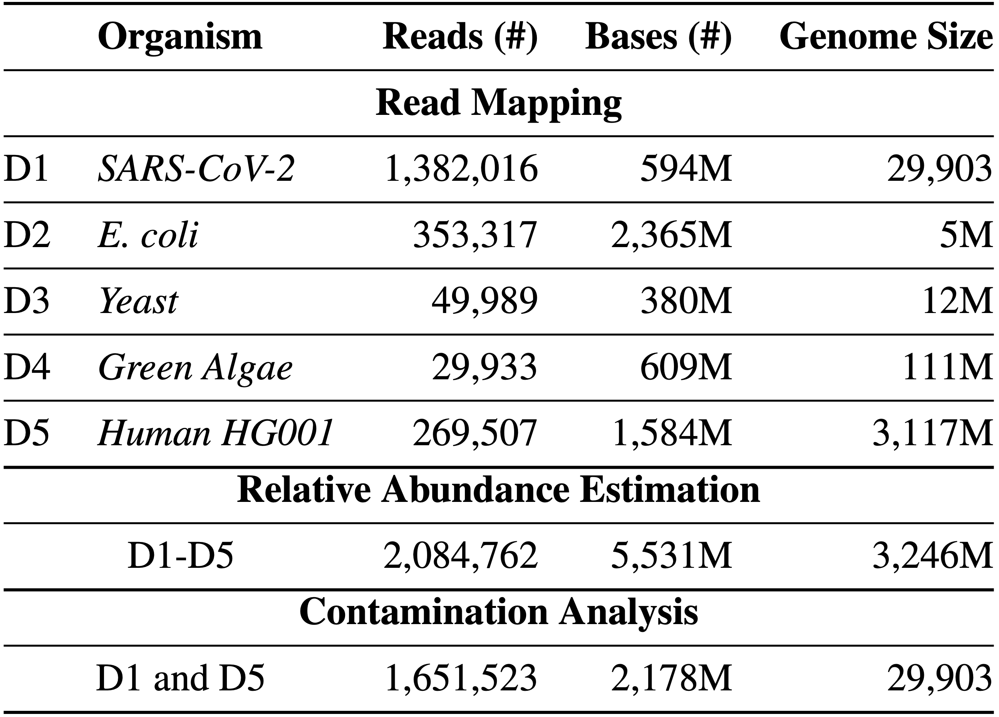 Organism Reads (#) Bases (#) Genome Size
Read Mapping
D1 SARS-CoV-2 1,382,016 594M 29,903
D2 E. coli 353,317 2,365M 5M
D3 Yeast 49,989 380M 12M
D4 Green Algae 29,933 609M 111M
D5 Human HG001 269,507 1,584M 3,117M
Relative Abundance Estimation
D1-D5 2,084,762 5,531M 3,246M
Contamination Analysis
D1 and D5 1,651,523 2,178M 29,903